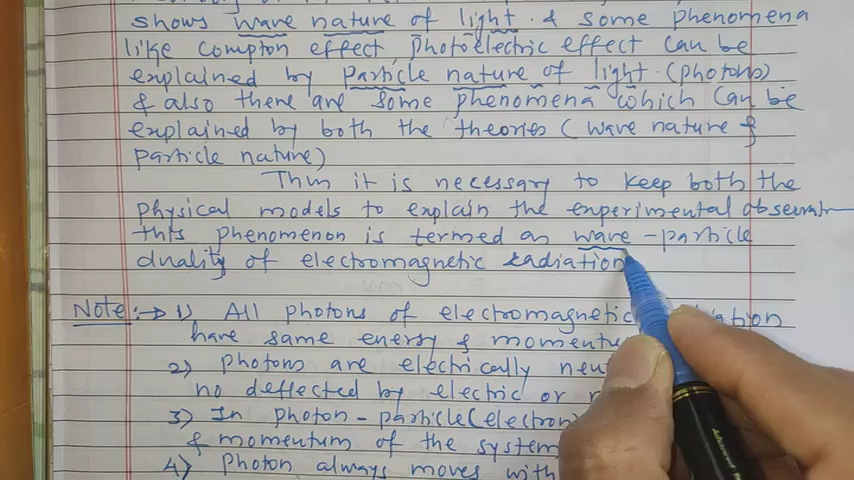 shows wave nature of light. & some phenomena
like Compton effect, photoelectric effect can be
explained by Particle nature of light.(photons)
& also there are some phenomena which can be
explained by both the theories (wave nature &
particle nature)
Thus it is necessary to keep both the
physical models to explain the experimental
this phenomenon is termed as wave-particle
duality of electromagnetic radiation
Note:→ 1) All photons of electromagnetic
have same energy &
2) photons are electrically
no deflected by electric or
3) In photon-particle(electron)
& momentum of the system
4) Photon always moves with